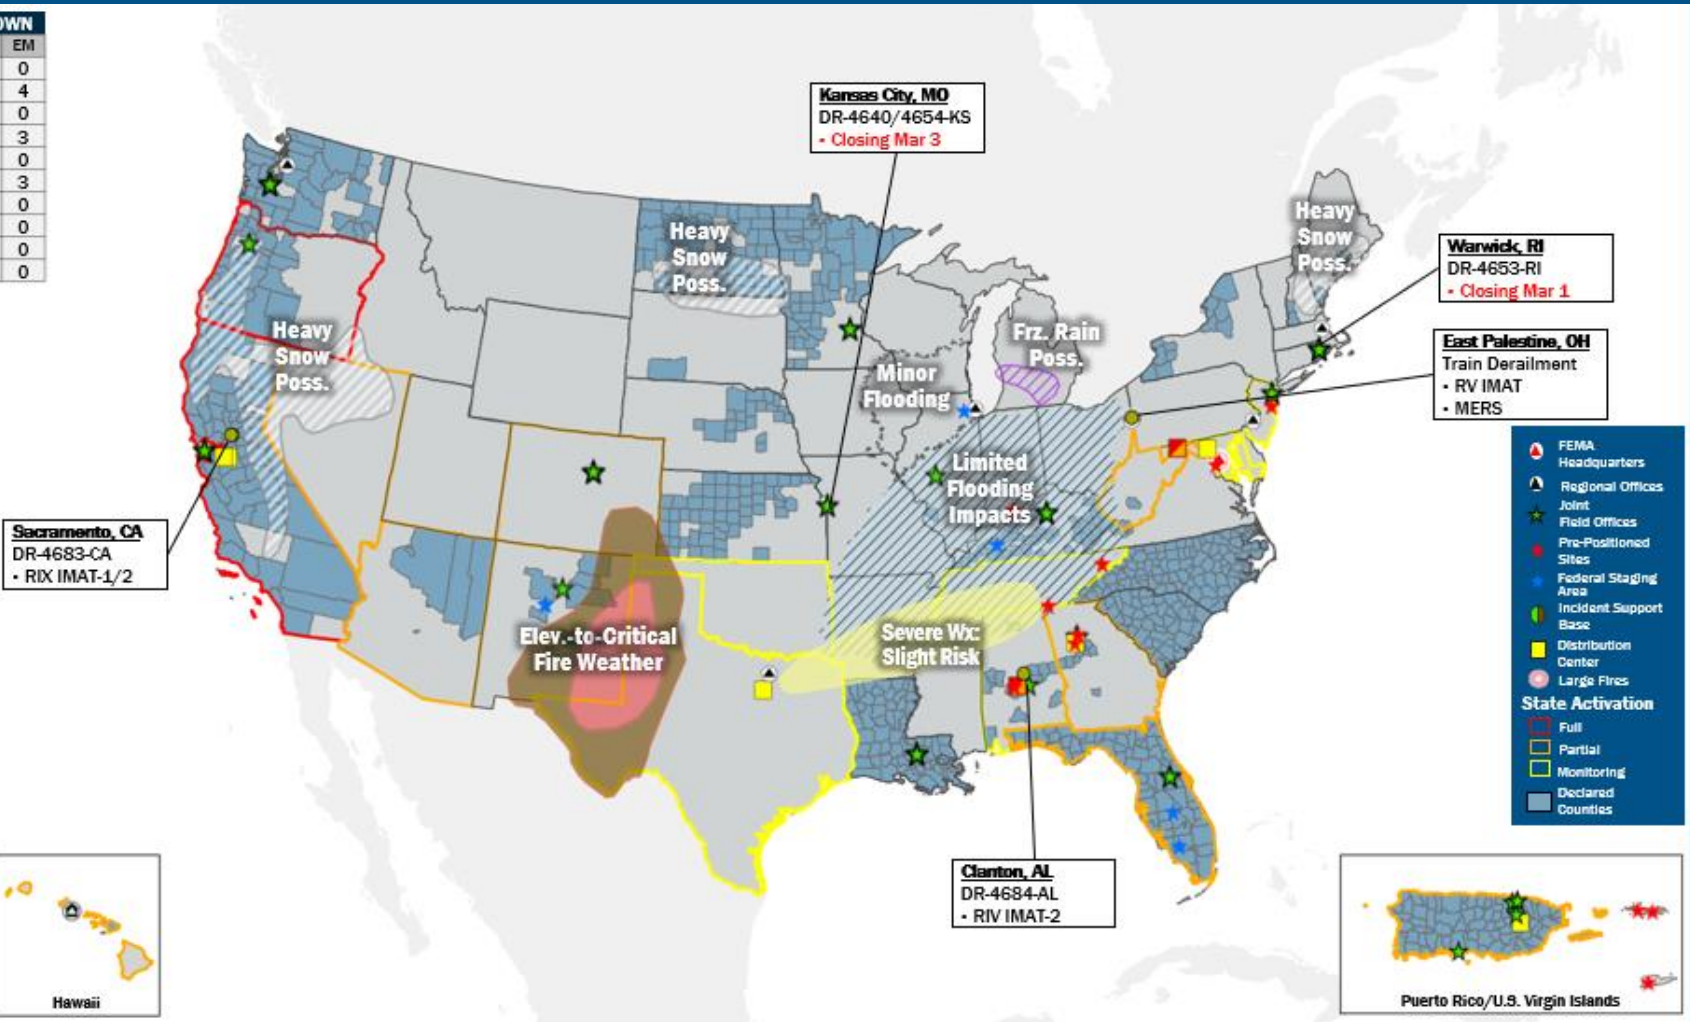 OWN
EM
0
4
0
3
0
3
0
0
0
0
Kansas City, MO
DR-4640/4654-KS
- Closing Mar 3
Heavy
Snow
Poss.
Heavy
Snow
Poss.
Warwick, RI
DR-4653-RI
- Closing Mar 1
Heavy
Snow
Poss.
Frz. Rain
Poss.
Minor
Flooding
East Palestine, OH
Train Derailment
▪ RV IMAT
▪ MERS
Limited
Flooding
Impacts
Sacramento, CA
DR-4683-CA
▪ RIX IMAT-1/2
Elev.-to-Critical
Fire Weather
Severe Wx:
Slight Risk
Clanton, AL
DR-4684-AL
▪ RIV IMAT-2
FEMA
Headquarters
Regional Offices
Joint
Field Offices
Pre-Positioned
Sites
Federal Staging
Area
Incident Support
Base
Distribution
Center
Large Fires
State Activation
Full
Partial
Monitoring
Declared
Counties
Hawaii
Puerto Rico/U.S. Virgin Islands